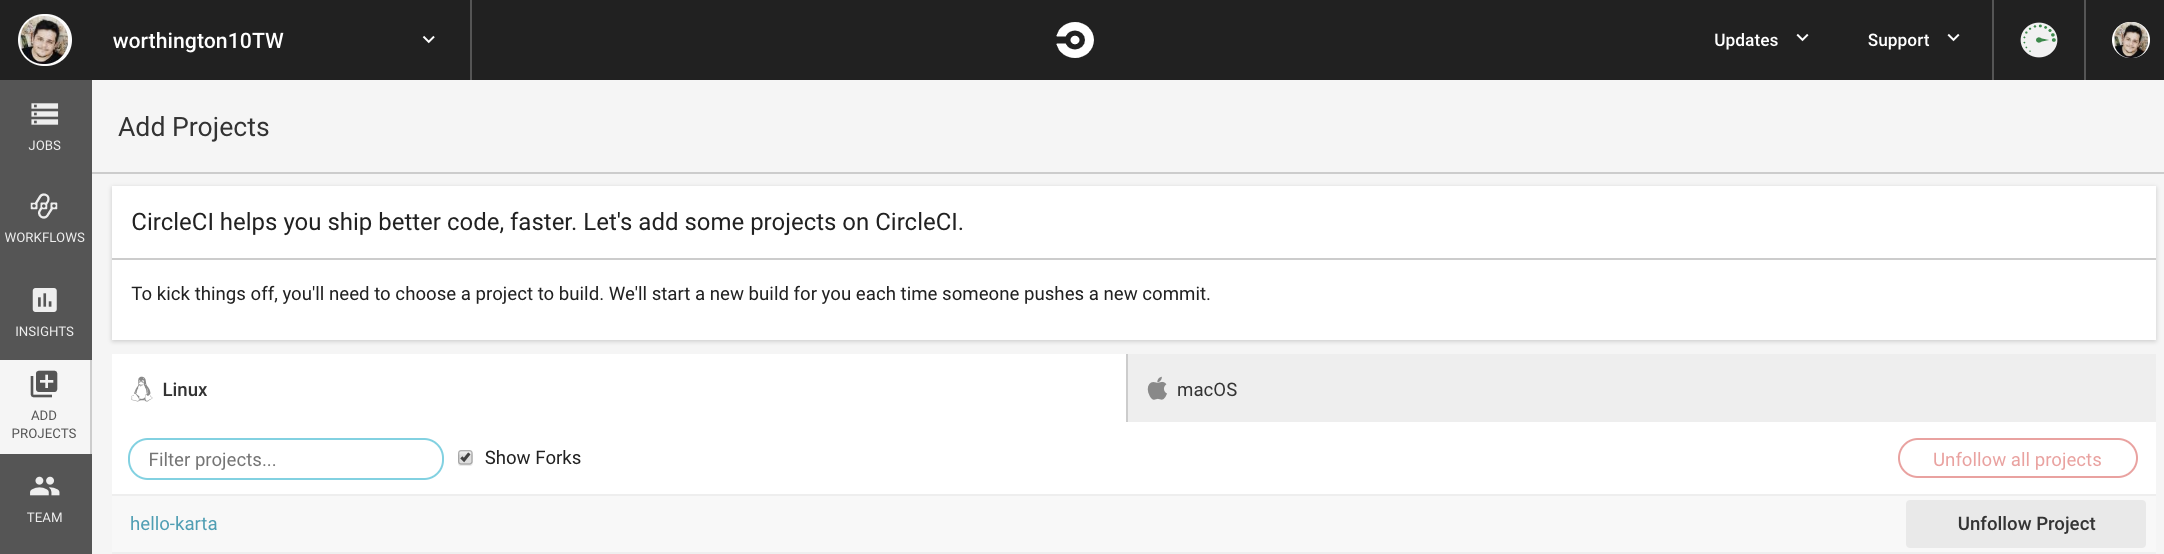 worthington10TW
Updates
Support
JOBS
WORKFLOWS
INSIGHTS
ADD
PROJECTS
TEAM
Add Projects
CircleCI helps you ship better code, faster. Let's add some projects on CircleCI.
To kick things off, you'll need to choose a project to build. We'll start a new build for you each time someone pushes a new commit.
Linux
macOS
Filter projects...
Show Forks
Unfollow all projects
hello-karta
Unfollow Project